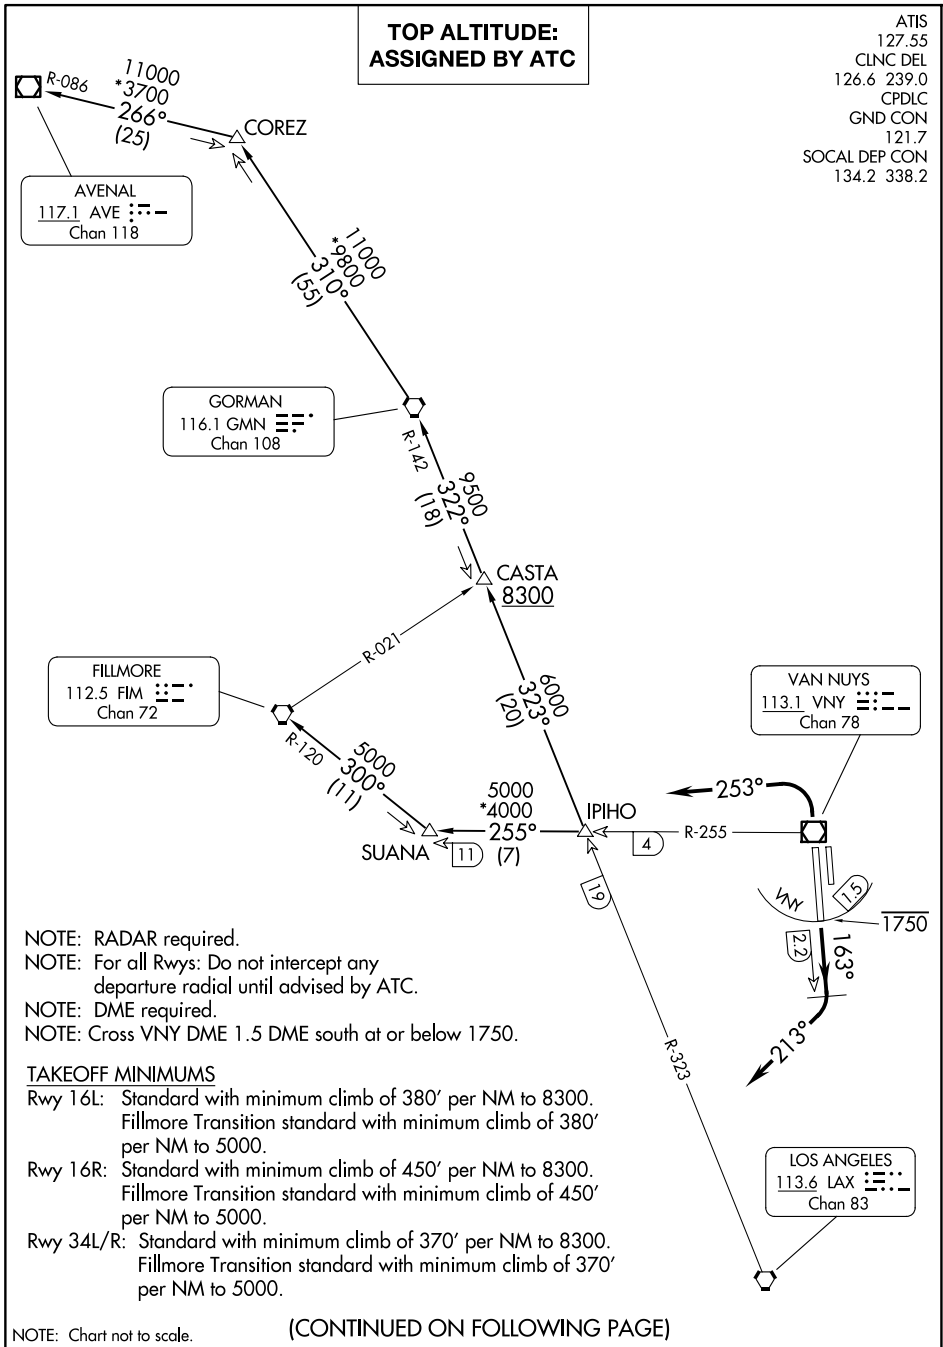 TOP ALTITUDE:
ASSIGNED BY ATC
ATIS
127.55
CLNC DEL
126.6 239.0
CPDLC
GND CON
121.7
SOCAL DEP CON
134.2 338.2
R-086
11000
*3700
266°
(25)
COREZ
AVENAL
117.1 AVE
Chan 118
11000
*9800
310°
(55)
GORMAN
116.1 GMN
Chan 108
R-142
9500
322°
(18)
CASTA
8300
R-021
FILLMORE
112.5 FIM
Chan 72
6000
323°
(20)
VAN NUYS
113.1 VNY
Chan 78
R-120
5000
300°
(11)
253°
5000
*4000
255°
(7)
IPIHO
R-255
4
SUANA
11
19
VNY
1.5
1750
2.2
163°
213°
R-323
NOTE: RADAR required.
NOTE: For all Rwys: Do not intercept any
departure radial until advised by ATC.
NOTE: DME required.
NOTE: Cross VNY DME 1.5 DME south at or below 1750.
TAKEOFF MINIMUMS
Rwy 16L: Standard with minimum climb of 380' per NM to 8300.
Fillmore Transition standard with minimum climb of 380'
per NM to 5000.
Rwy 16R: Standard with minimum climb of 450' per NM to 8300.
Fillmore Transition standard with minimum climb of 450'
per NM to 5000.
Rwy 34L/R: Standard with minimum climb of 370' per NM to 8300.
Fillmore Transition standard with minimum climb of 370'
per NM to 5000.
LOS ANGELES
113.6 LAX
Chan 83
NOTE: Chart not to scale.
(CONTINUED ON FOLLOWING PAGE)